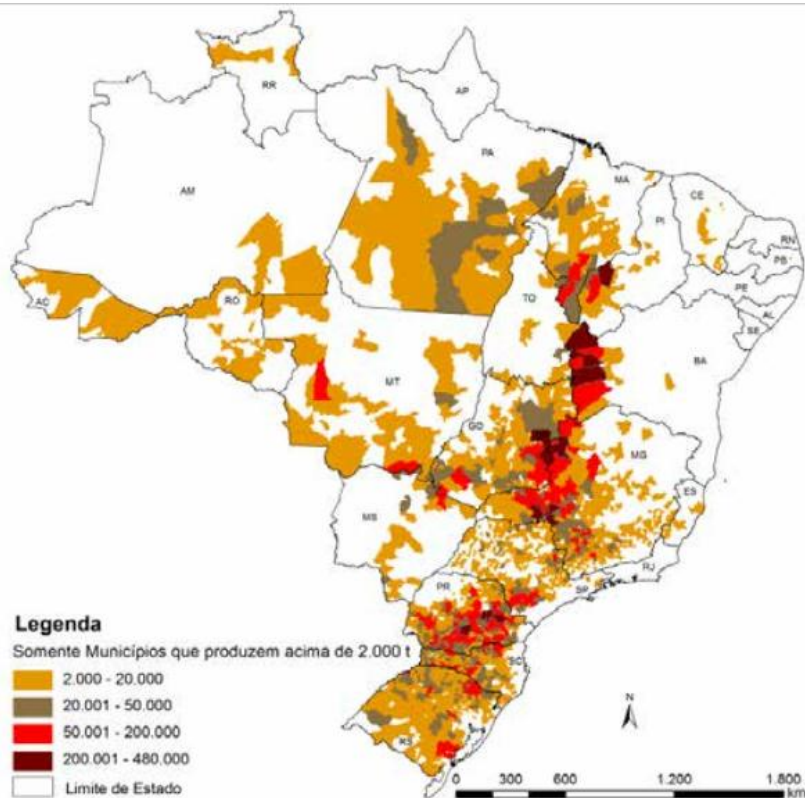 RR
AP
AM
PA
MA
CE
RN
PB
PI
PE
AL
SE
AC
RO
TO
BA
MT
GO
MG
ES
MS
RJ
SP
PR
SC
RS
Legenda
Somente Municípios que produzem acima de 2.000 t
2.000 - 20.000
20.001 - 50.000
50.001 - 200.000
200.001 - 480.000
Limite de Estado
N
0 300 600 1.200 1.800
km